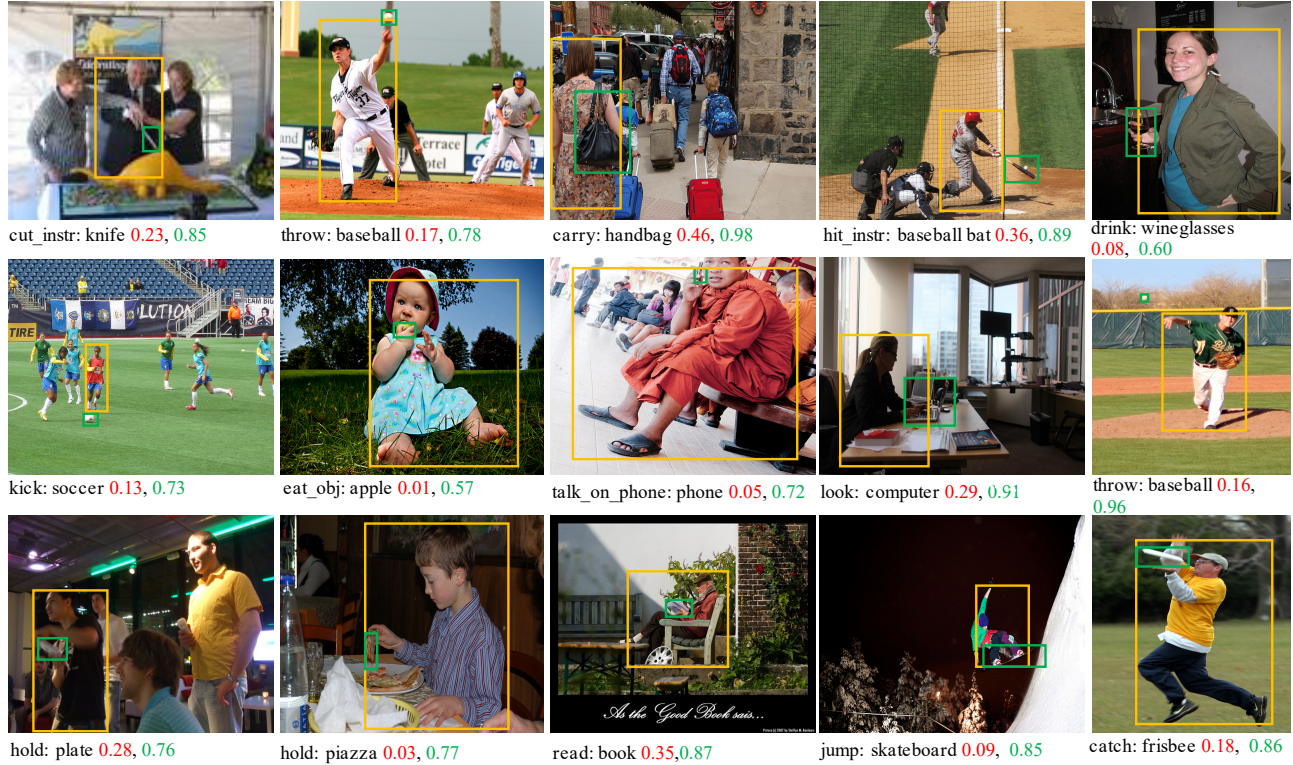 cut_instr: knife 0.23, 0.85
37
throw: baseball 0.17, 0.78
carry: handbag 0.46, 0.98
hit_instr: baseball bat 0.36, 0.89
drink: wineglasses
0.08, 0.60
TIRE
LUTION
TEAM BIG
kick: soccer 0.13, 0.73
eat_obj: apple 0.01, 0.57
talk_on_phone: phone 0.05, 0.72
look: computer 0.29, 0.91
throw: baseball 0.16,
0.96
As the Good Book sais...
hold: plate 0.28, 0.76
hold: piazza 0.03, 0.77
read: book 0.35,0.87
jump: skateboard 0.09, 0.85
catch: frisbee 0.18, 0.86